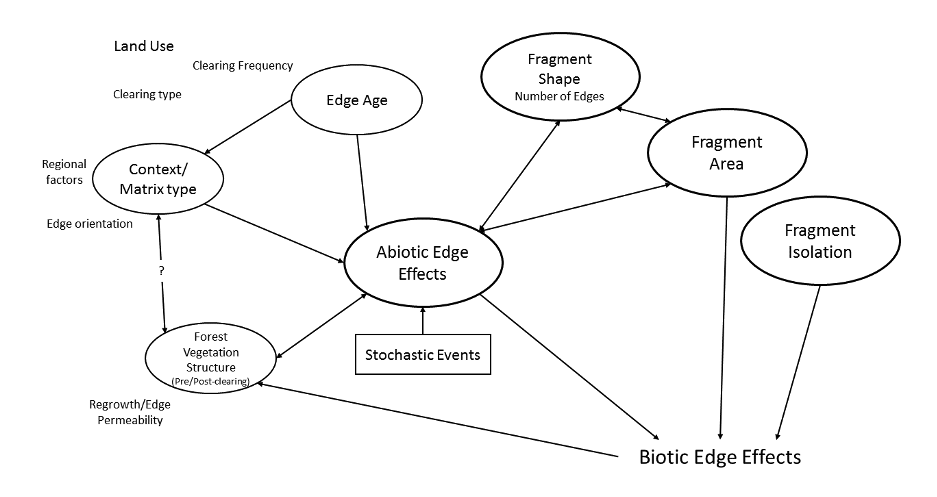 Land Use
Clearing Frequency
Clearing type
Edge Age
Fragment
Shape
Number of Edges
Fragment
Area
Regional
factors
Context/
Matrix type
Edge orientation
Fragment
Isolation
Abiotic Edge
Effects
?
Forest
Vegetation
Structure
(Pre/Post-clearing)
Stochastic Events
Regrowth/Edge
Permeability
Biotic Edge Effects